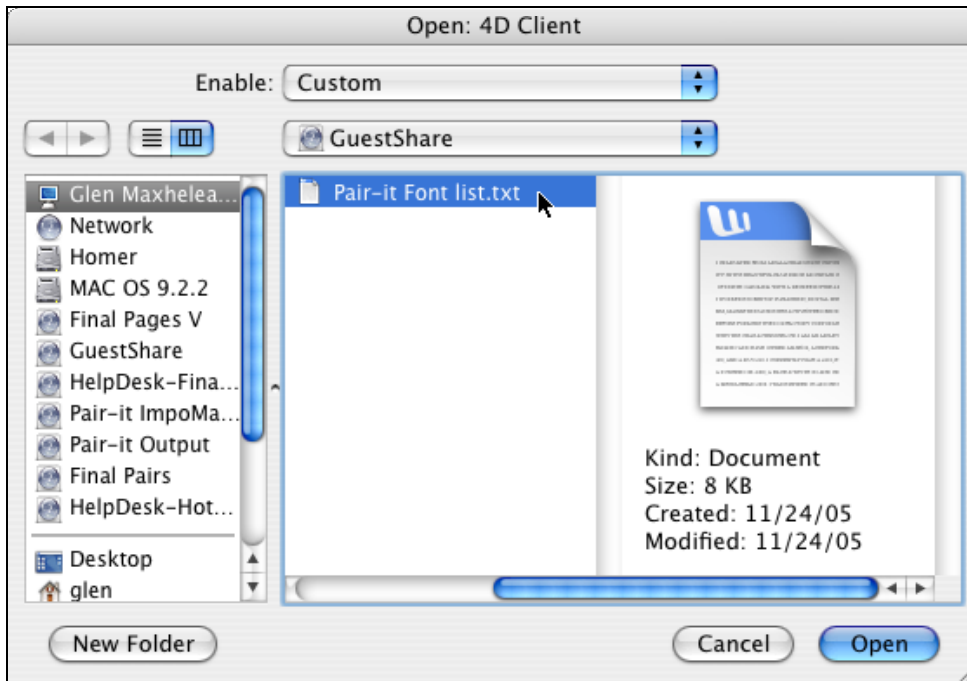 Open: 4D Client
Enable: Custom
GuestShare
Glen Maxhelea...
Network
Homer
MAC OS 9.2.2
Final Pages V
GuestShare
HelpDesk-Fina...
Pair-it ImpoMa...
Pair-it Output
Final Pairs
HelpDesk-Hot...
Desktop
glen
Pair-it Font list.txt
Kind: Document
Size: 8 KB
Created: 11/24/05
Modified: 11/24/05
New Folder
Cancel
Open